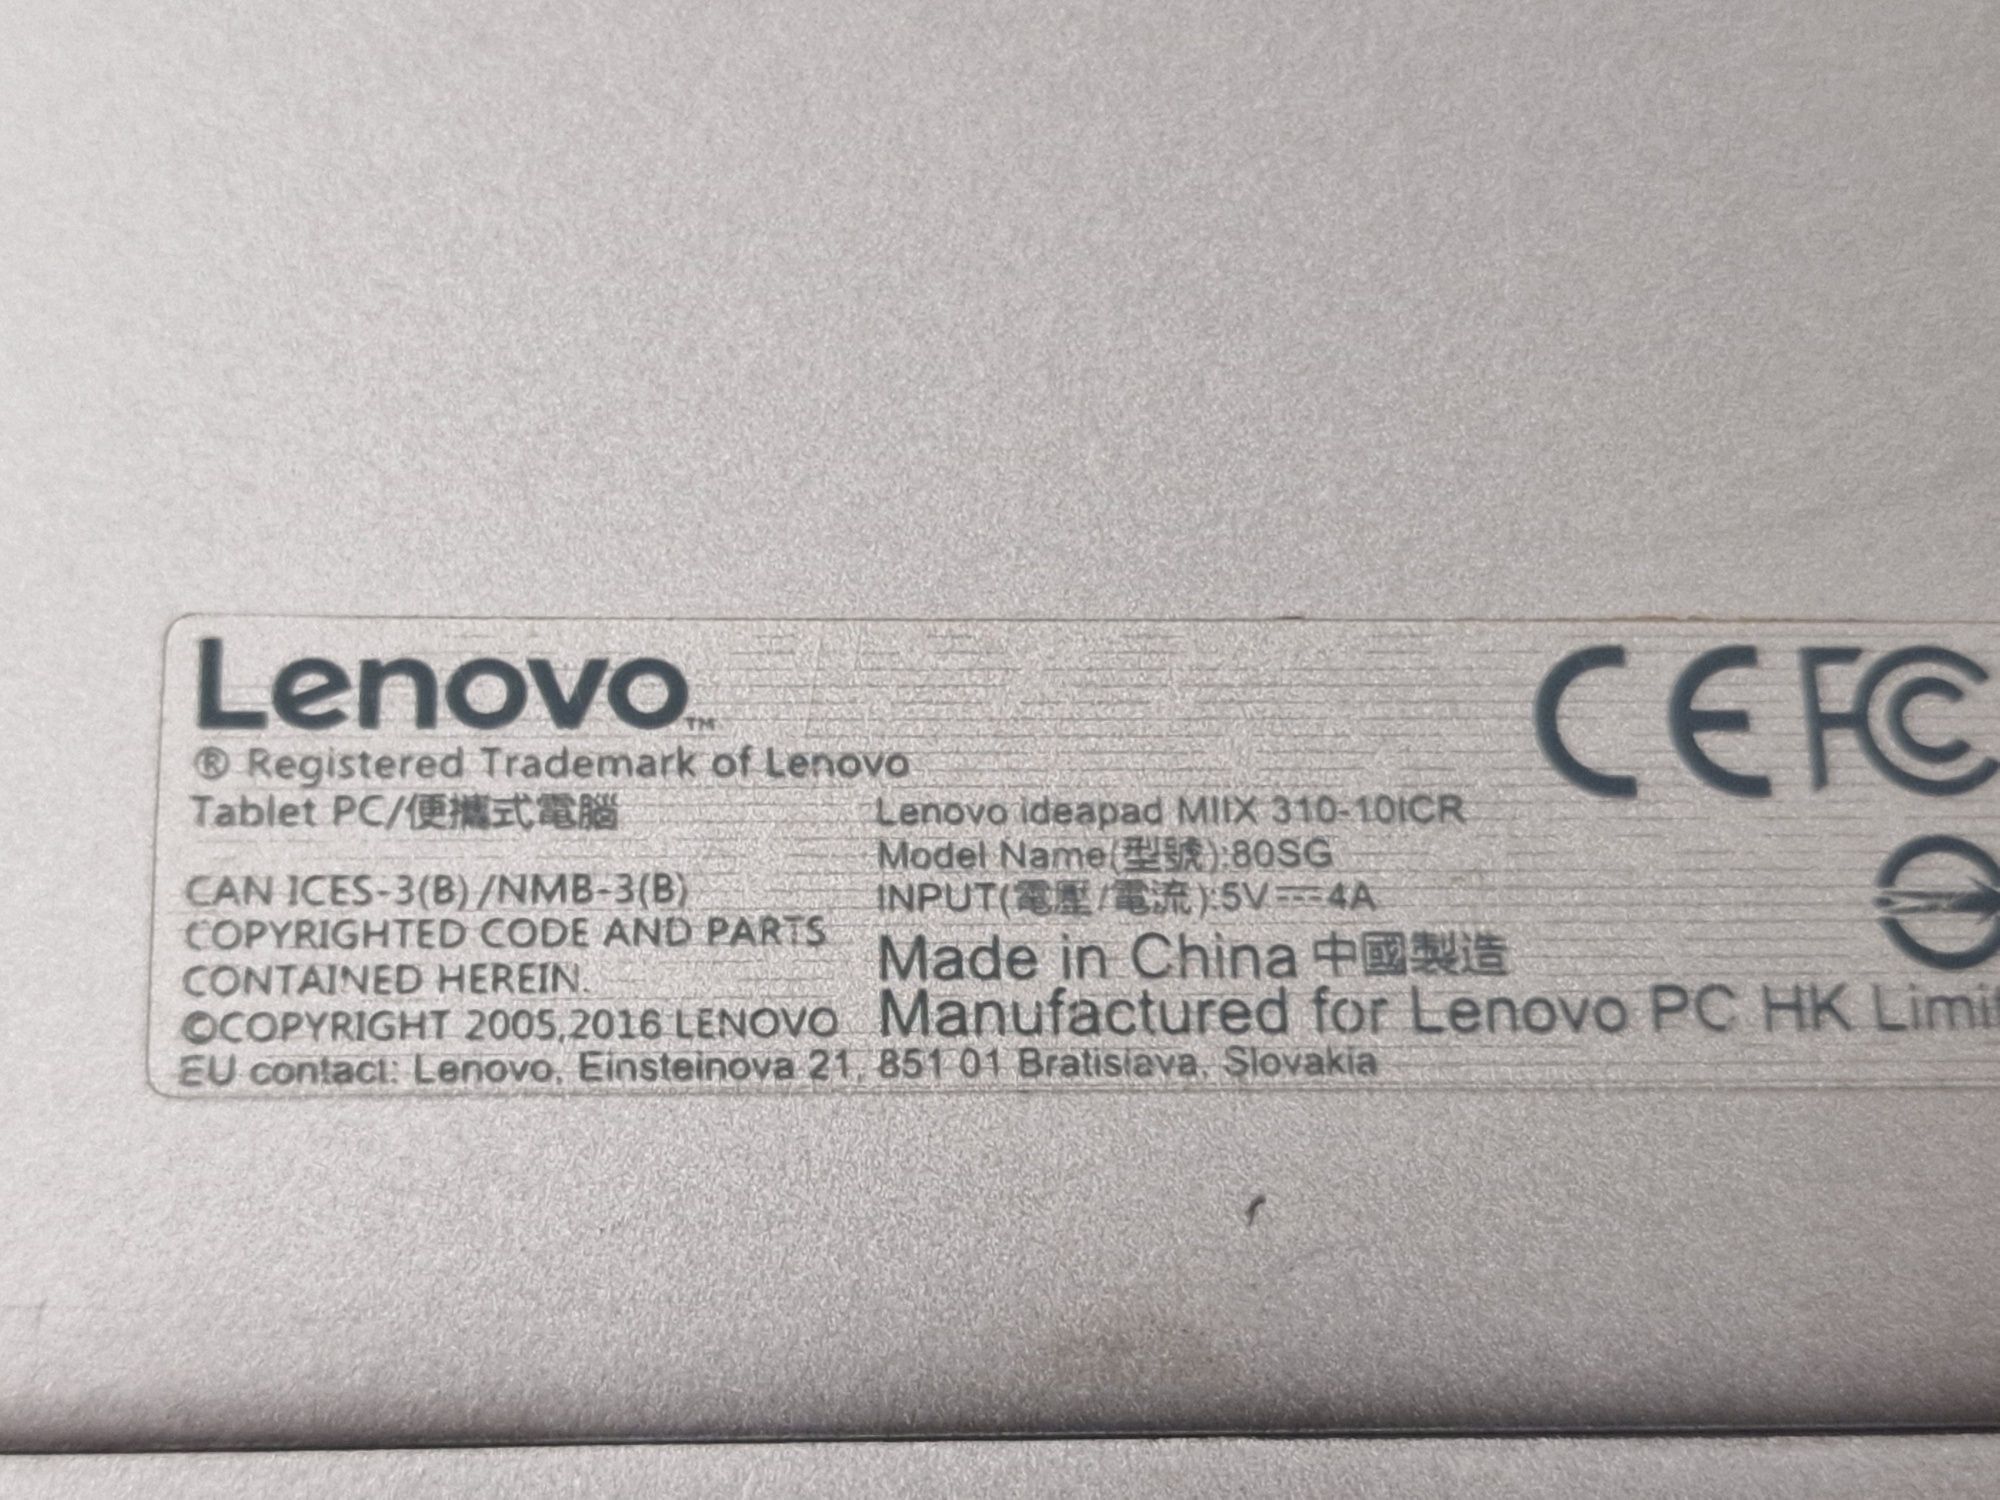 Lenovo™
® Registered Trademark of Lenovo
Tablet PC/便攜式電腦
CAN ICES-3(B)/NMB-3(B)
COPYRIGHTED CODE AND PARTS
CONTAINED HEREIN.
©COPYRIGHT 2005,2016 LENOVO
Lenovo ideapad MIIX 310-10ICR
Model Name(型號):80SG
INPUT(電壓/電流):5V⎓4A
Made in China 中國製造
Manufactured for Lenovo PC HK Limit
EU contact: Lenovo, Einsteinova 21, 851 01 Bratislava, Slovakia
CE FC